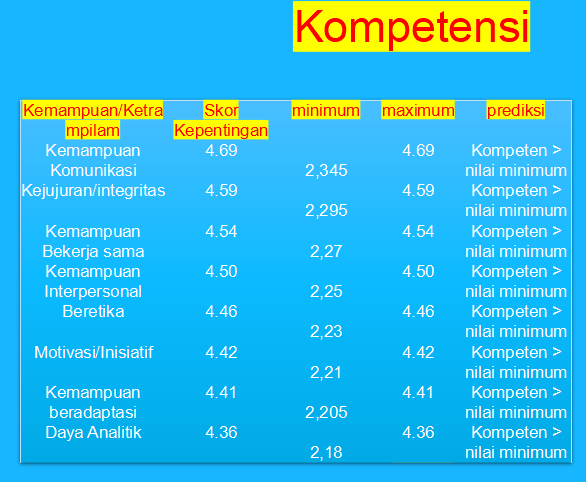 Kompetensi
Kemampuan/Ketra Skor minimum maximum prediksi
mpilam Kepentingan
Kemampuan 4.69 4.69 Kompeten >
Komunikasi 2,345 nilai minimum
Kejujuran/integritas 4.59 4.59 Kompeten >
2,295 nilai minimum
Kemampuan 4.54 4.54 Kompeten >
Bekerja sama 2,27 nilai minimum
Kemampuan 4.50 4.50 Kompeten >
Interpersonal 2,25 nilai minimum
Beretika 4.46 4.46 Kompeten >
2,23 nilai minimum
Motivasi/Inisiatif 4.42 4.42 Kompeten >
2,21 nilai minimum
Kemampuan 4.41 4.41 Kompeten >
beradaptasi 2,205 nilai minimum
Daya Analitik 4.36 4.36 Kompeten >
2,18 nilai minimum